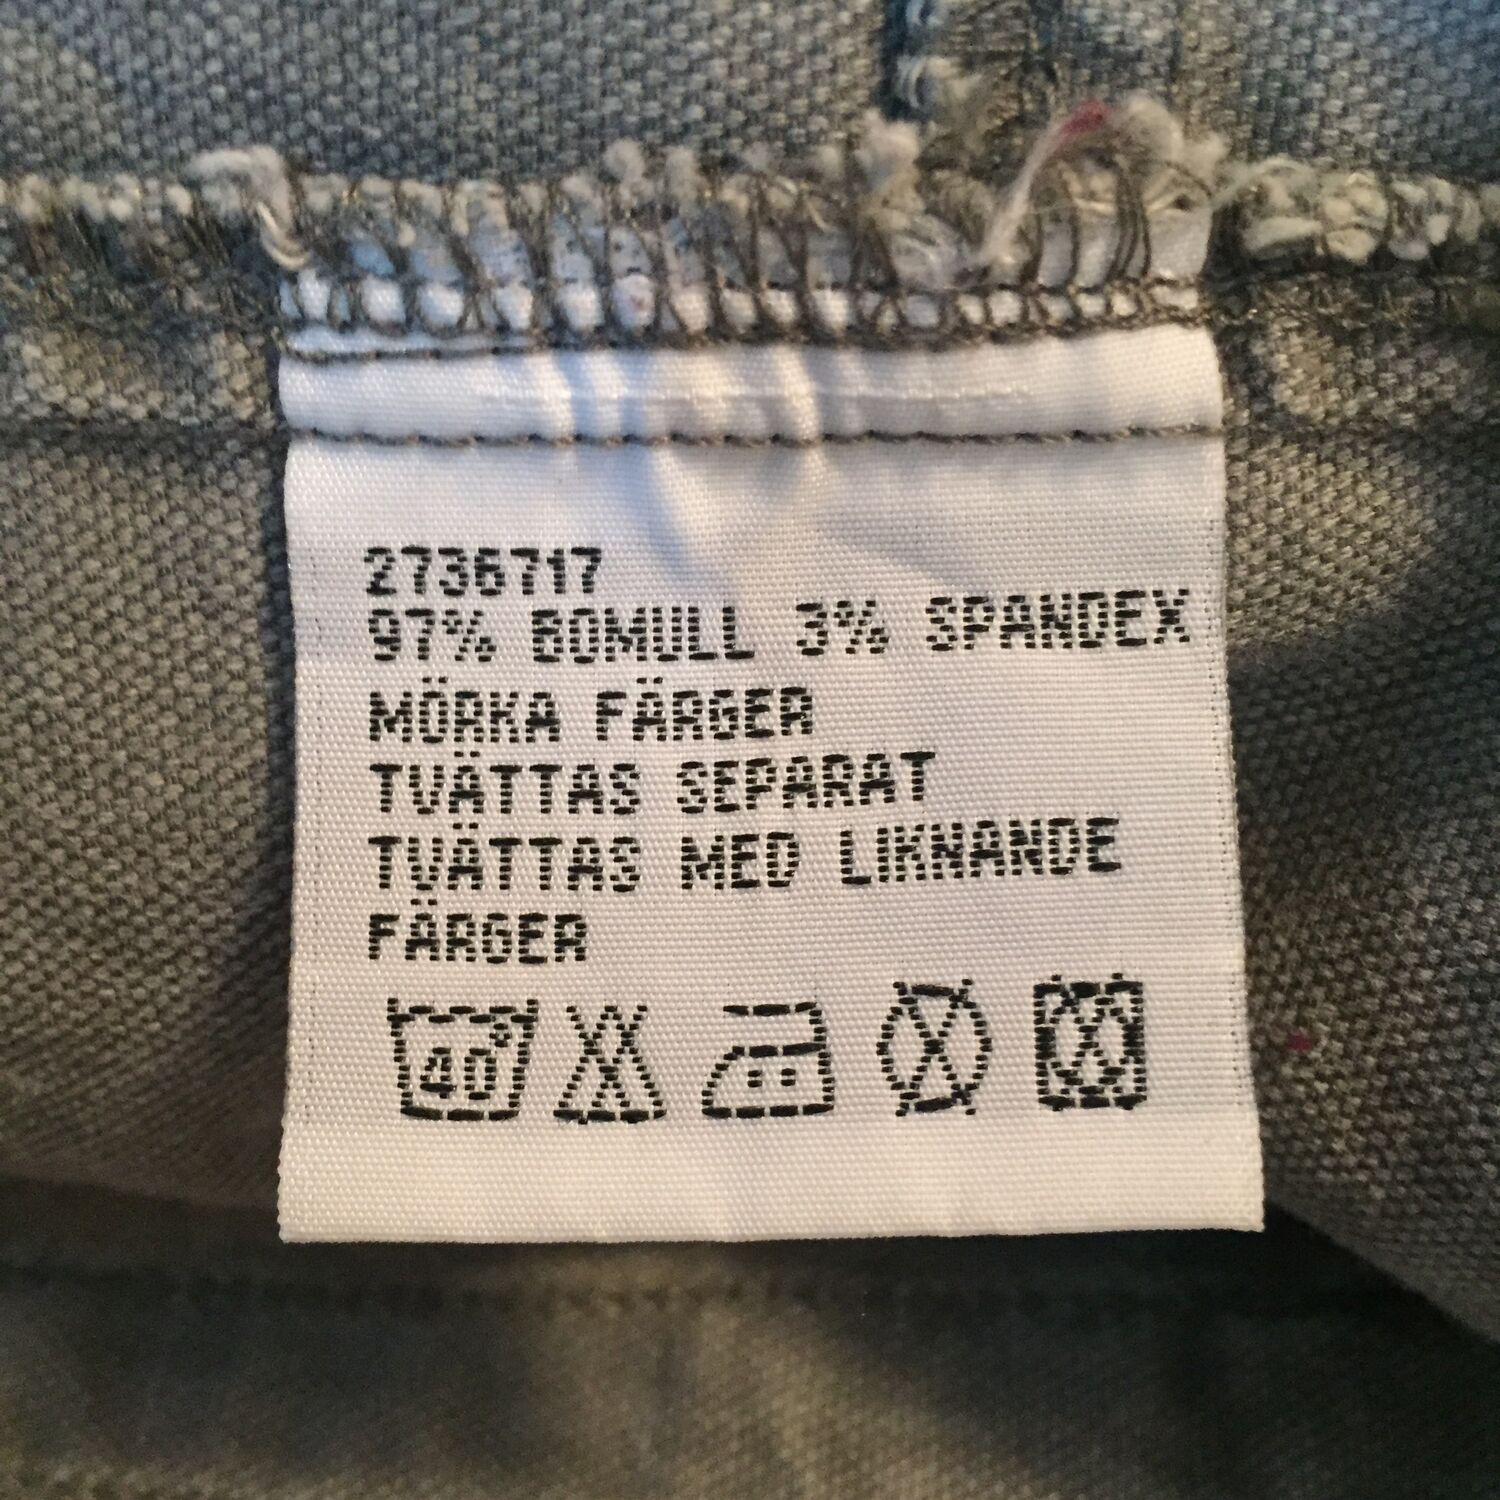 2736717
97% BOMULL 3% SPANDEX
MÖRKA FÄRGER
TVÄTTAS SEPARAT
TVÄTTAS MED LIKNANDE
FÄRGER
40°